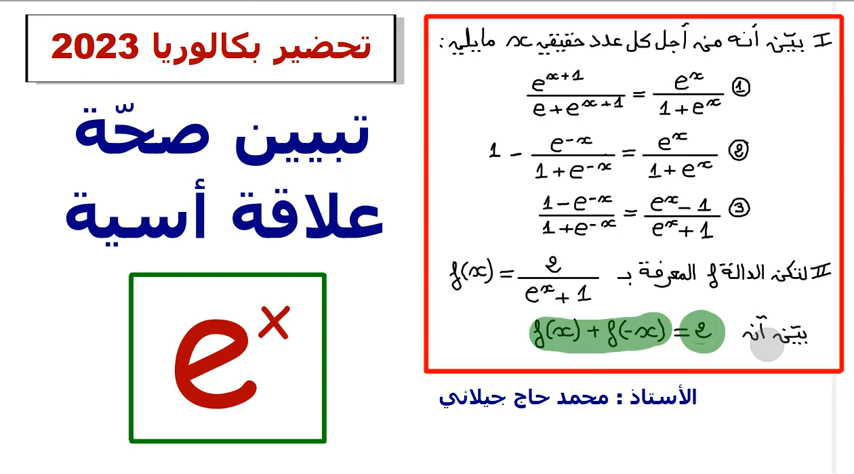 تحضير بكالوريا 2023
تبيين صحّة
علاقة أسية
e^x
I بيّن أنه من أجل كل عدد حقيقي x مايلي:
① e^(x+1) / (e + e^(x+1)) = e^x / (1 + e^x)
② 1 - e^(-x) / (1 + e^(-x)) = e^x / (1 + e^x)
③ (1 - e^(-x)) / (1 + e^(-x)) = (e^x - 1) / (e^x + 1)
II لتكن الدالة f المعرفة بـ f(x) = 2 / (e^x + 1)
بيّن أن f(x) + f(-x) = 2
الأستاذ : محمد حاج جيلاني